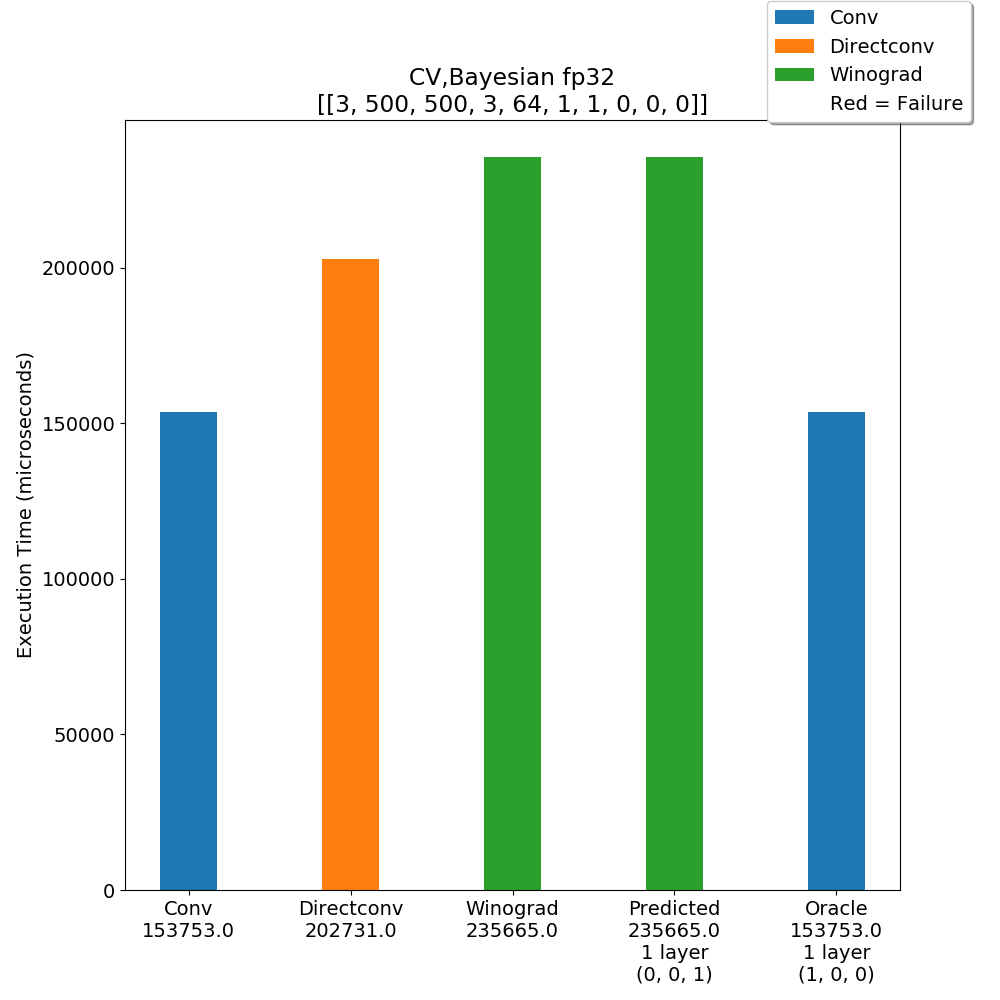 Conv
Directconv
Winograd
Red = Failure
CV,Bayesian fp32
[[3, 500, 500, 3, 64, 1, 1, 0, 0, 0]]
Execution Time (microseconds)
200000
150000
100000
50000
0
Conv
153753.0
Directconv
202731.0
Winograd
235665.0
Predicted
235665.0
1 layer
(0, 0, 1)
Oracle
153753.0
1 layer
(1, 0, 0)